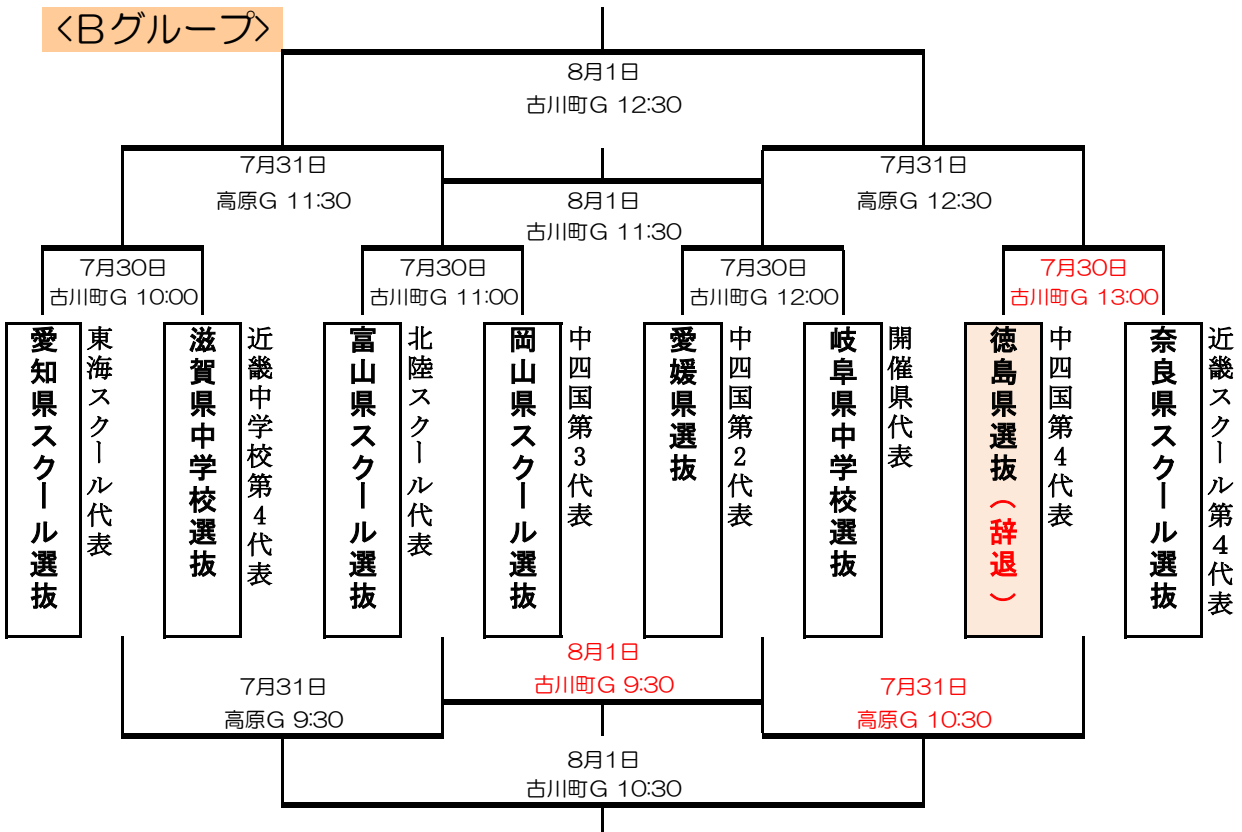 <Bグループ>
8月1日
古川町G 12:30
7月31日
高原G 11:30
8月1日
古川町G 11:30
7月31日
高原G 12:30
7月30日
古川町G 10:00
7月30日
古川町G 11:00
7月30日
古川町G 12:00
7月30日
古川町G 13:00
愛知県スクール選抜
東海スクール代表
滋賀県中学校選抜
近畿中学校第4代表
富山県スクール選抜
北陸スクール代表
岡山県スクール選抜
中四国第3代表
愛媛県選抜
中四国第2代表
岐阜県中学校選抜
開催県代表
徳島県選抜(辞退)
中四国第4代表
奈良県スクール選抜
近畿スクール第4代表
7月31日
高原G 9:30
8月1日
古川町G 9:30
7月31日
高原G 10:30
8月1日
古川町G 10:30